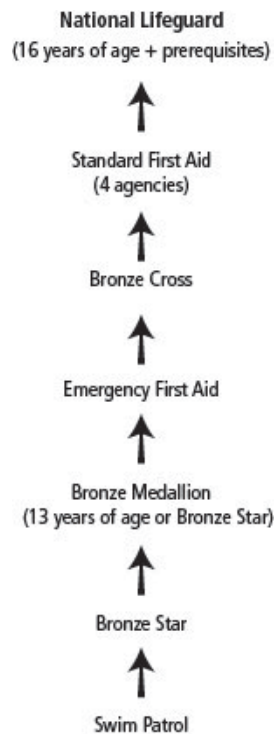 National Lifeguard
(16 years of age + prerequisites)
Standard First Aid
(4 agencies)
Bronze Cross
Emergency First Aid
Bronze Medallion
(13 years of age or Bronze Star)
Bronze Star
Swim Patrol